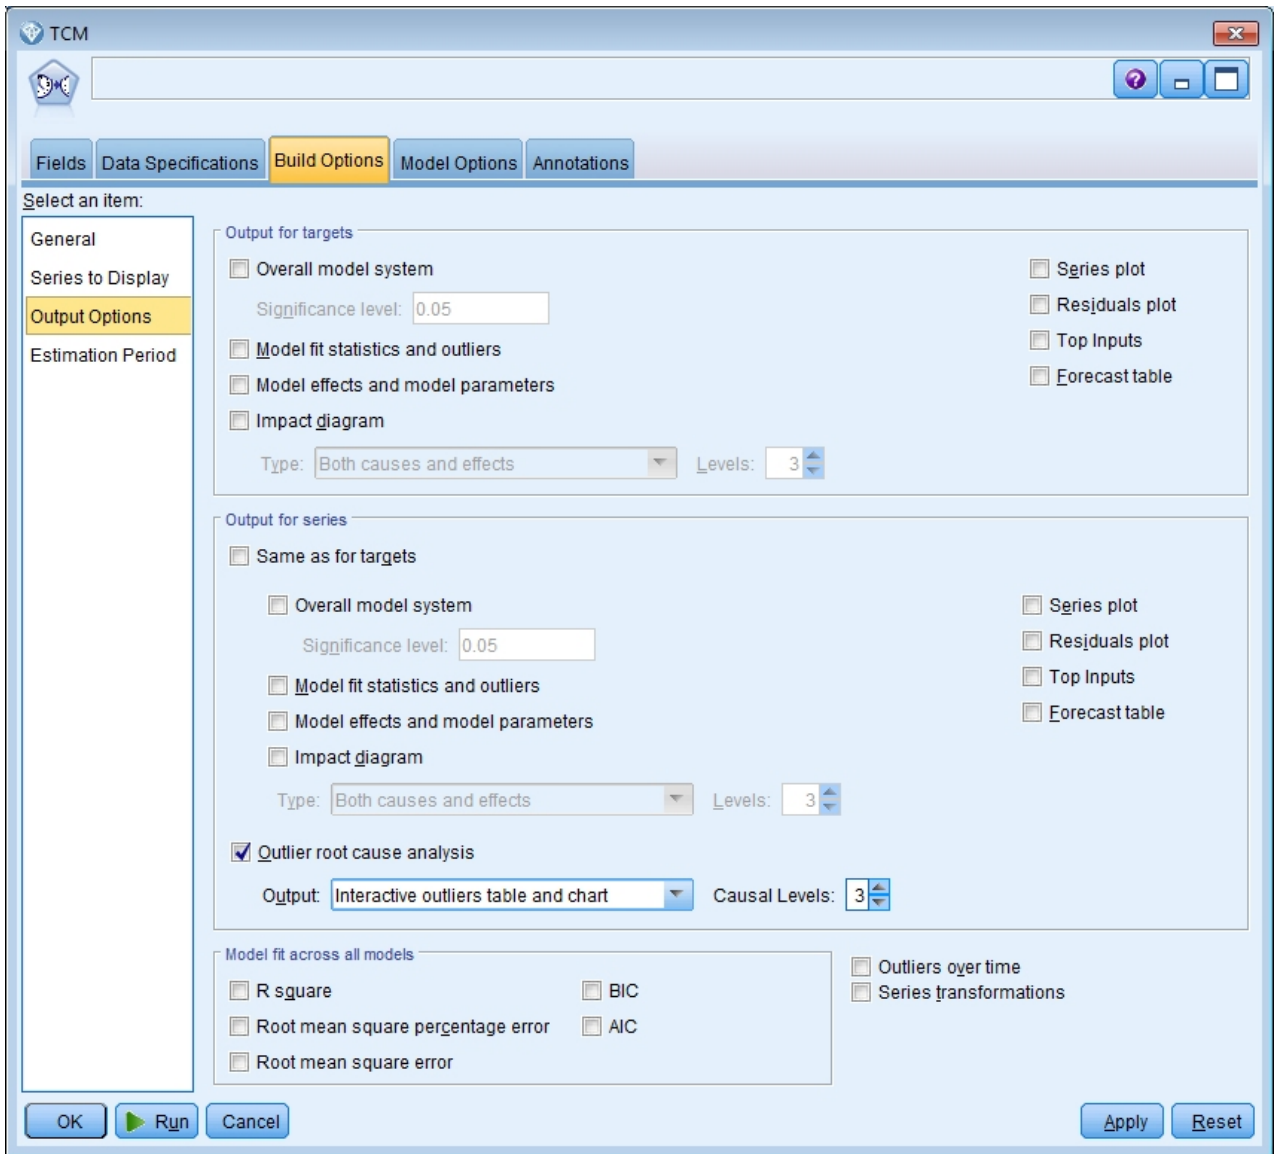 TCM
Fields Data Specifications Build Options Model Options Annotations
Select an item:
General
Series to Display
Output Options
Estimation Period
Output for targets
Overall model system
Significance level: 0.05
Model fit statistics and outliers
Model effects and model parameters
Impact diagram
Type: Both causes and effects Levels: 3
Series plot
Residuals plot
Top Inputs
Forecast table
Output for series
Same as for targets
Overall model system
Significance level: 0.05
Model fit statistics and outliers
Model effects and model parameters
Impact diagram
Type: Both causes and effects Levels: 3
Series plot
Residuals plot
Top Inputs
Forecast table
Outlier root cause analysis
Output: Interactive outliers table and chart Causal Levels: 3
Model fit across all models
R square
Root mean square percentage error
Root mean square error
BIC
AIC
Outliers over time
Series transformations
OK Run Cancel Apply Reset